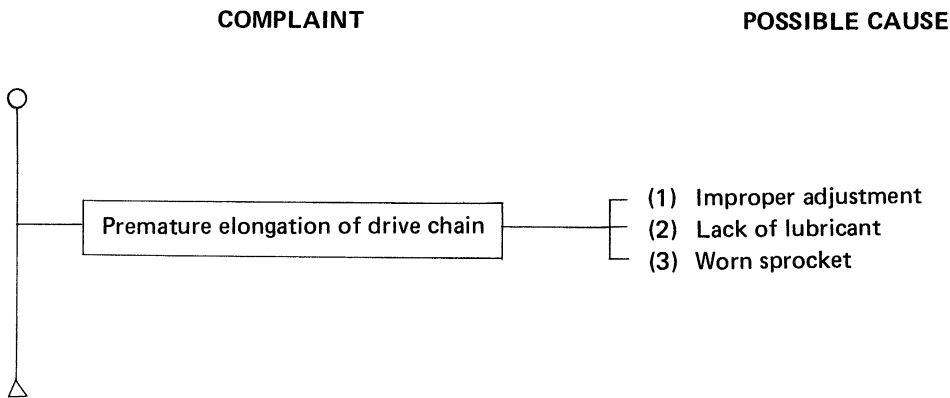 COMPLAINT
POSSIBLE CAUSE
Premature elongation of drive chain
(1) Improper adjustment
(2) Lack of lubricant
(3) Worn sprocket